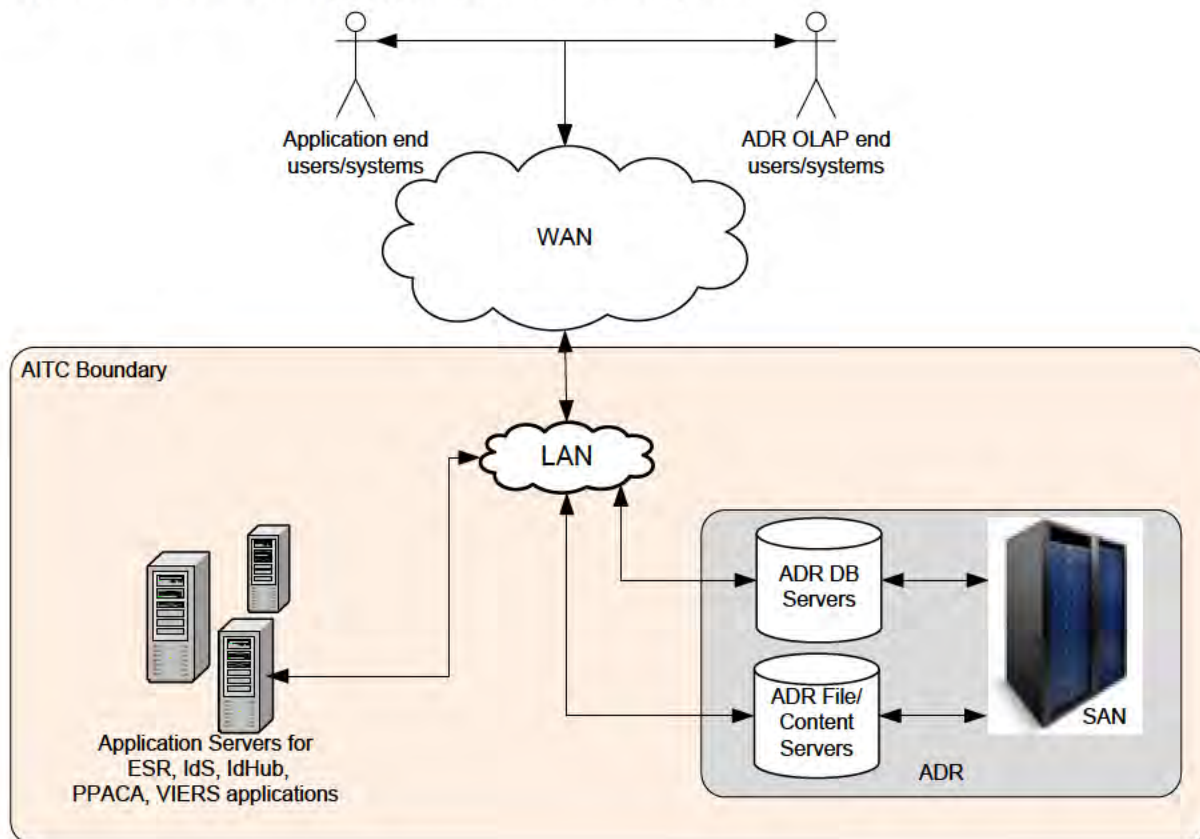 Application end
users/systems
ADR OLAP end
users/systems
WAN
AITC Boundary
LAN
ADR DB
Servers
ADR File/
Content
Servers
SAN
ADR
Application Servers for
ESR, IdS, IdHub,
PPACA, VIERS applications